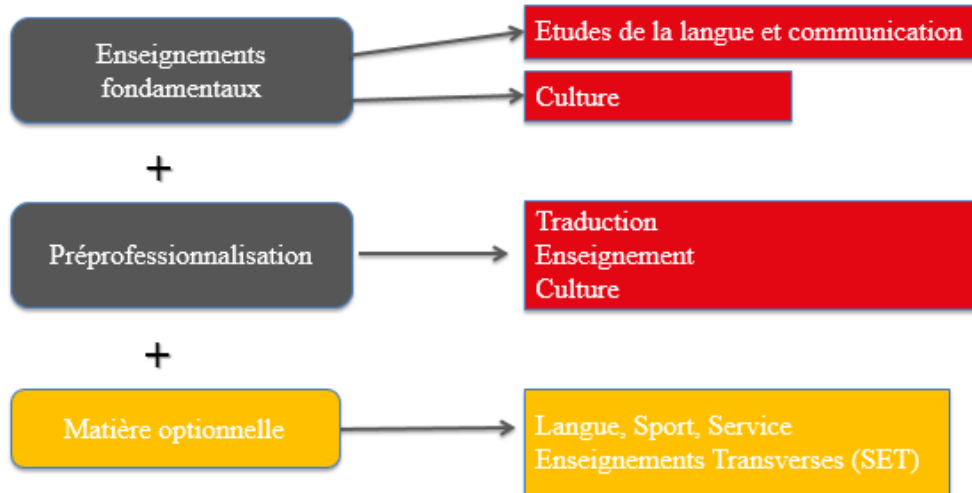 Enseignements
fondamentaux
Etudes de la langue et communication
Culture
+
Préprofessionnalisation
Traduction
Enseignement
Culture
+
Matière optionnelle
Langue, Sport, Service
Enseignements Transverses (SET)